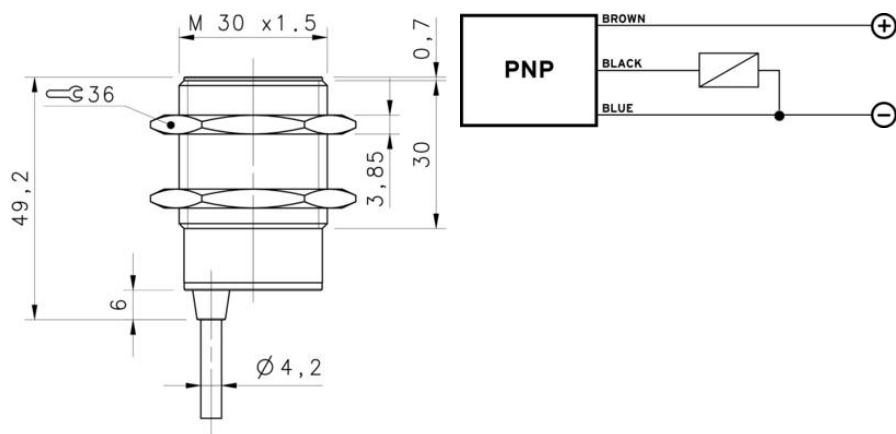 M 30 x1.5
0,7
36
3,85
30
49,2
6
Ø4,2
BROWN
PNP
BLACK
BLUE
+
−